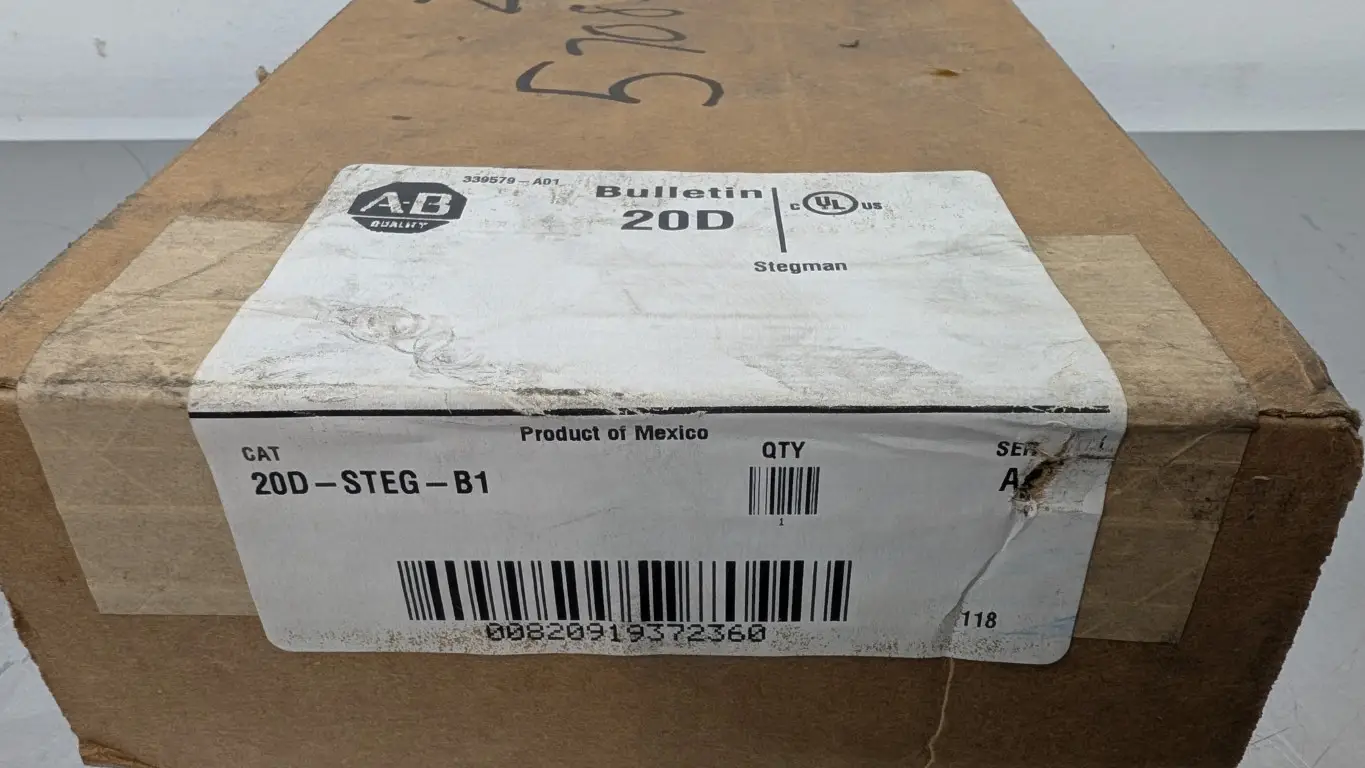 5708
339579-A01
A-B
QUALITY
Bulletin
20D
C UL US
Stegman
Product of Mexico
CAT
20D-STEG-B1
QTY
1
SER
A
00820919372360
118